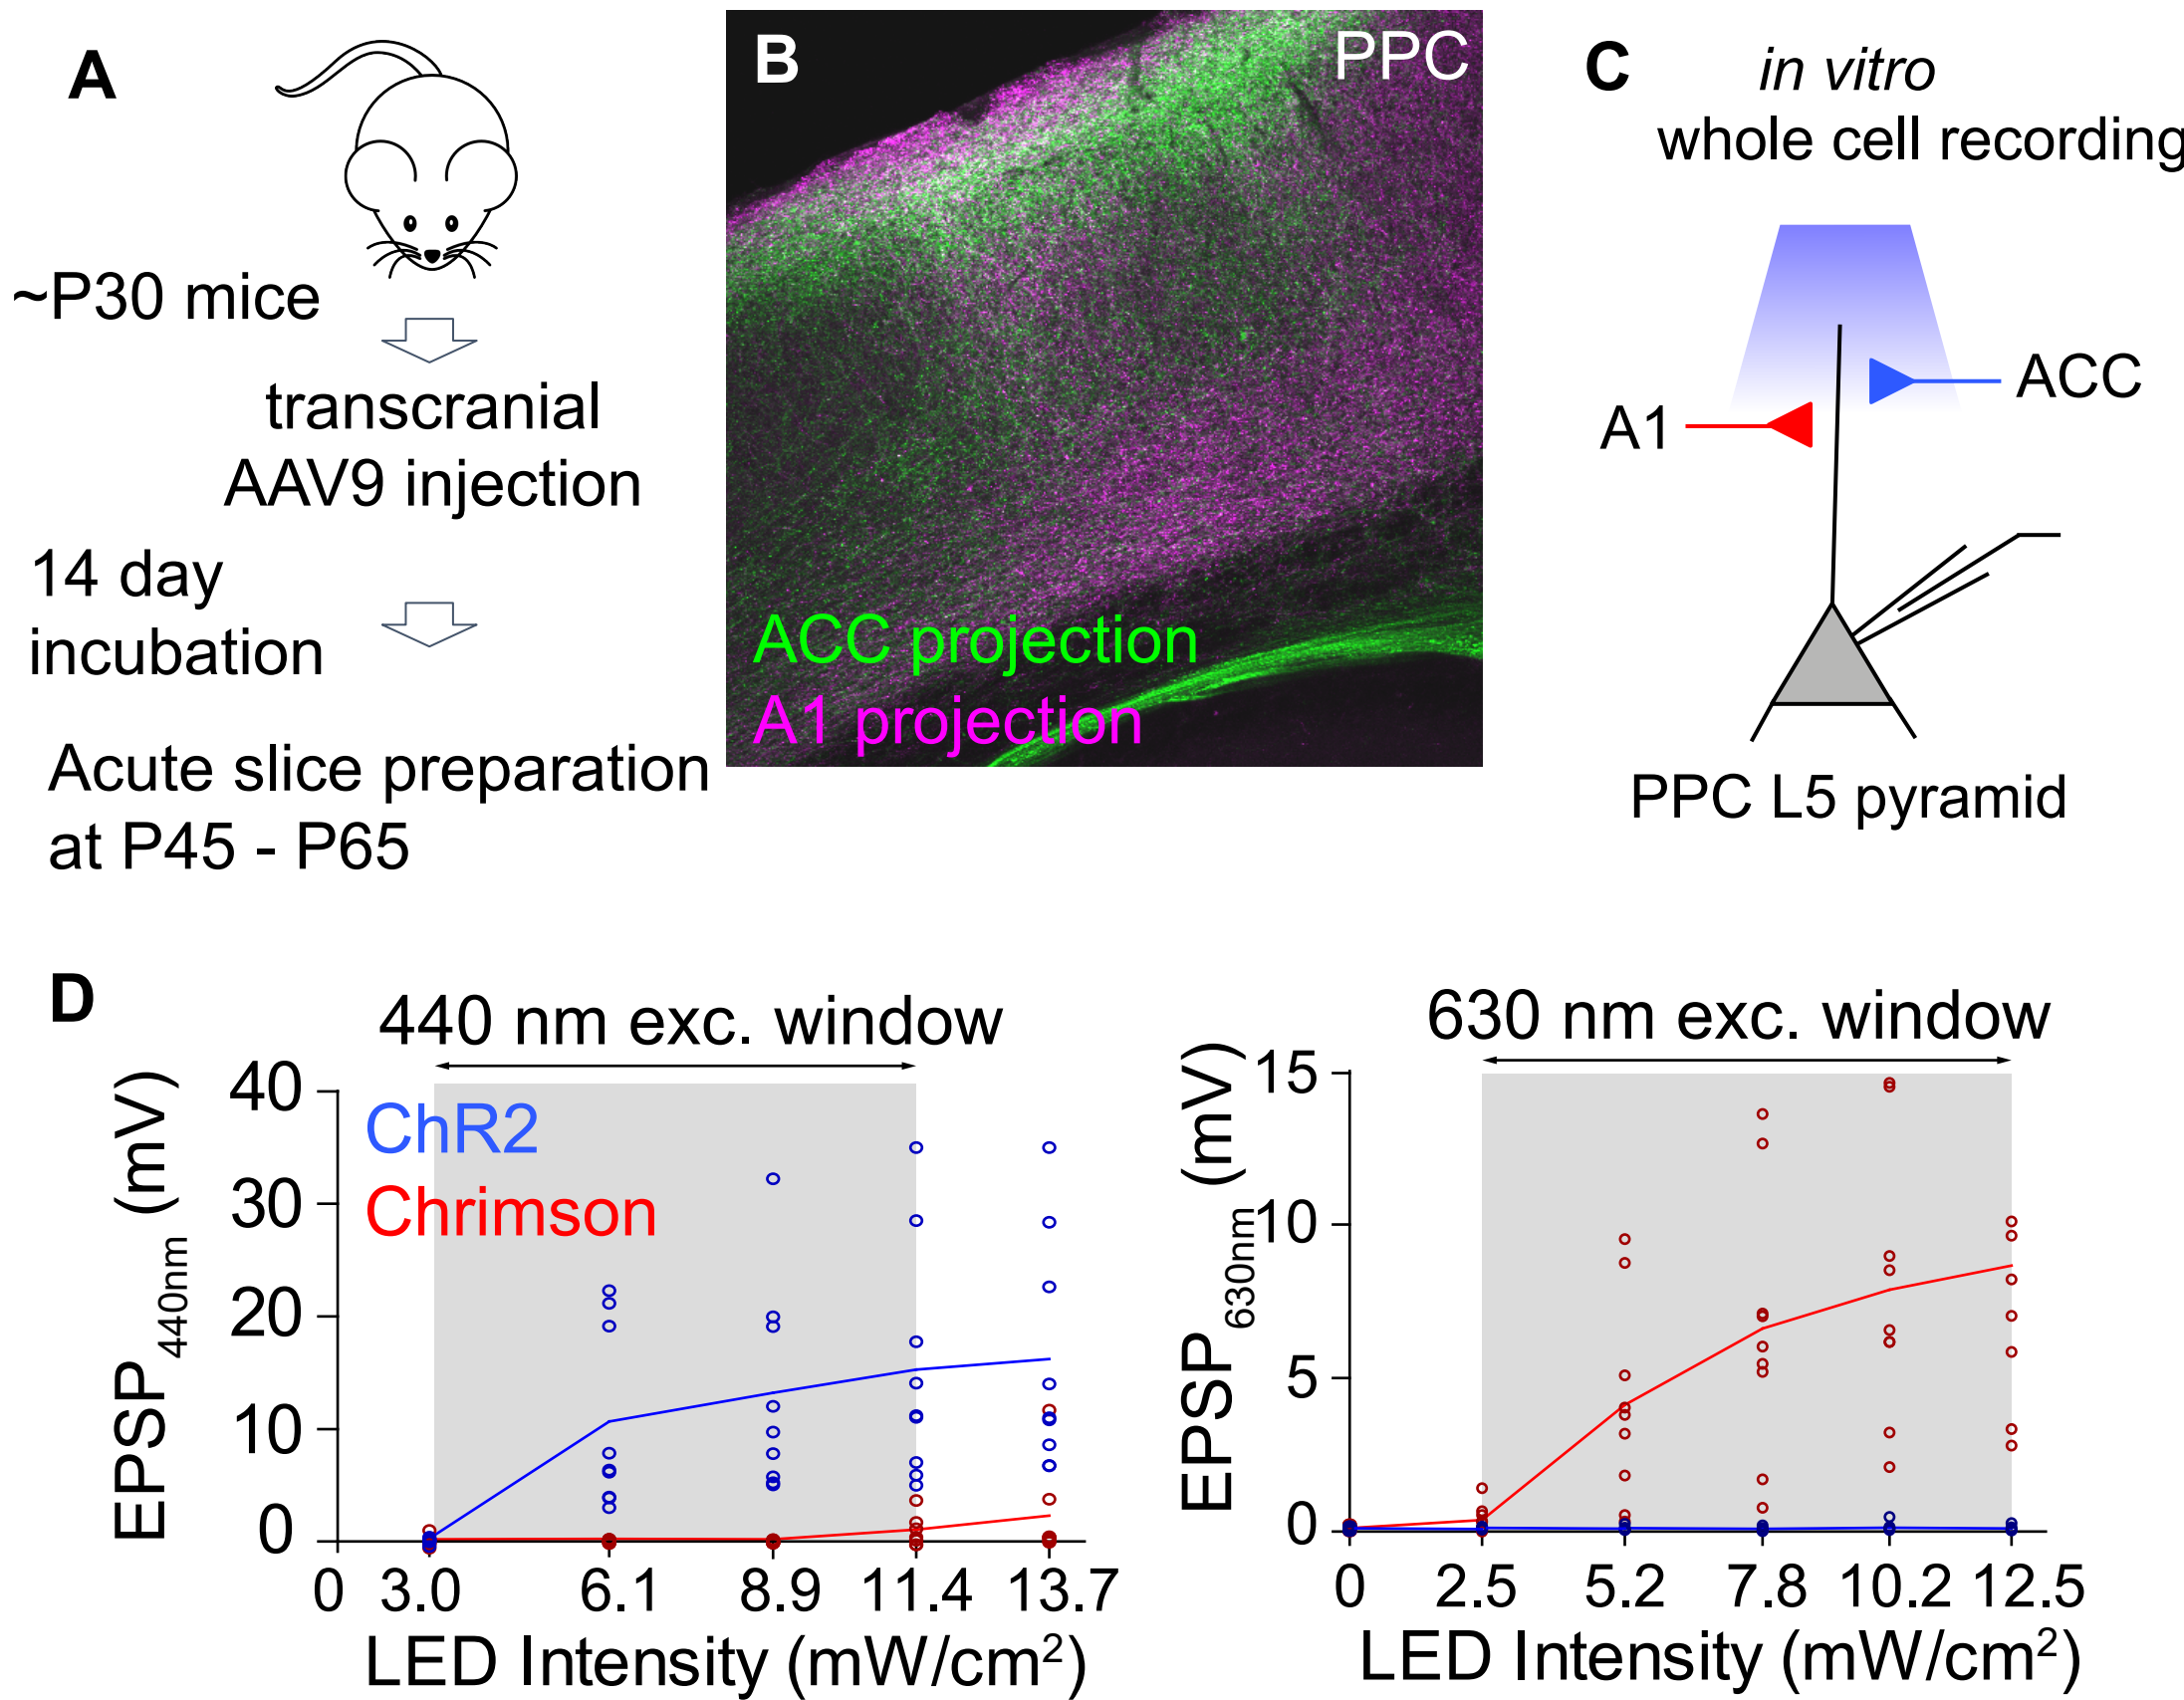 A
~P30 mice
transcranial
AAV9 injection
14 day
incubation
Acute slice preparation
at P45 - P65
B
PPC
ACC projection
A1 projection
C
in vitro
whole cell recording
ACC
A1
PPC L5 pyramid
D
440 nm exc. window
EPSP440nm (mV)
40
30
20
10
0
ChR2
Chrimson
0 3.0 6.1 8.9 11.4 13.7
LED Intensity (mW//cm²)
630 nm exc. window
EPSP630nm (mV)
15
10
5
0
0 2.5 5.2 7.8 10.2 12.5
LED Intensity (mW//cm²)